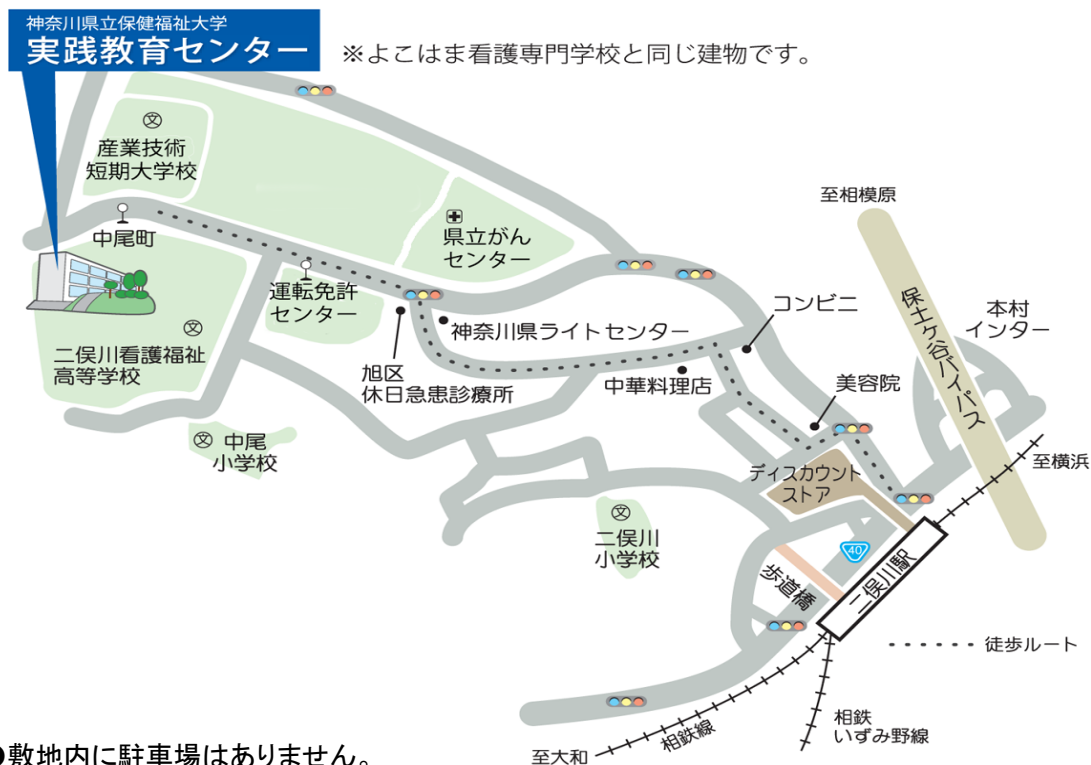 神奈川県立保健福祉大学
実践教育センター
※よこはま看護専門学校と同じ建物です。
文
産業技術
短期大学校
至相模原
中尾町
県立がん
センター
運転免許
センター
コンビニ
保土ヶ谷バイパス
本村
インター
文
二俣川看護福祉
高等学校
神奈川県ライトセンター
旭区
休日急患診療所
中華料理店
美容院
文
中尾
小学校
ディスカウント
ストア
至横浜
文
二俣川
小学校
40
歩道橋
二俣川駅
徒歩ルート
相鉄
いずみ野線
相鉄線
至大和
●敷地内に駐車場はありません。